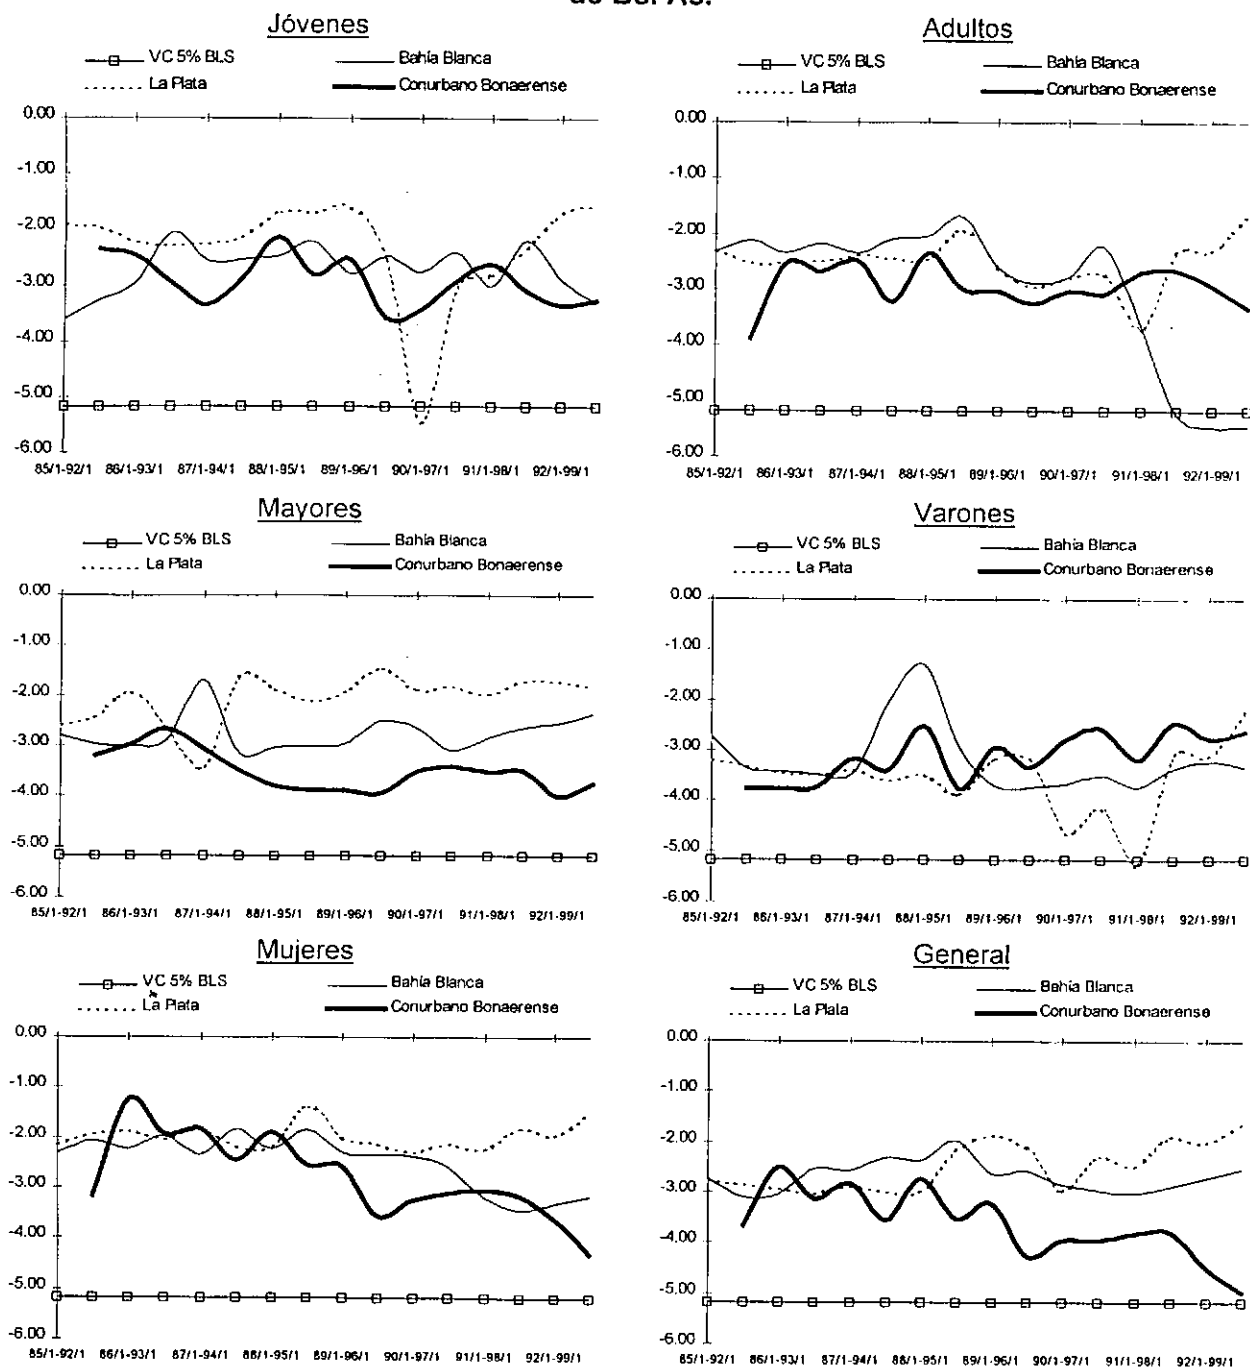 de Bs. As.
Jóvenes
VC 5% BLS
Bahía Blanca
La Plata
Conurbano Bonaerense
0.00
-1.00
-2.00
-3.00
-4.00
-5.00
-6.00
85/1-92/1 86/1-93/1 87/1-94/1 88/1-95/1 89/1-96/1 90/1-97/1 91/1-98/1 92/1-99/1
Adultos
VC 5% BLS
Bahía Blanca
La Plata
Conurbano Bonaerense
0.00
-1.00
-2.00
-3.00
-4.00
-5.00
-6.00
85/1-92/1 86/1-93/1 87/1-94/1 88/1-95/1 89/1-96/1 90/1-97/1 91/1-98/1 92/1-99/1
Mayores
VC 5% BLS
Bahía Blanca
La Plata
Conurbano Bonaerense
0.00
-1.00
-2.00
-3.00
-4.00
-5.00
-6.00
85/1-92/1 86/1-93/1 87/1-94/1 88/1-95/1 89/1-96/1 90/1-97/1 91/1-98/1 92/1-99/1
Varones
VC 5% BLS
Bahía Blanca
La Plata
Conurbano Bonaerense
0.00
-1.00
-2.00
-3.00
-4.00
-5.00
-6.00
85/1-92/1 86/1-93/1 87/1-94/1 88/1-95/1 89/1-96/1 90/1-97/1 91/1-98/1 92/1-99/1
Mujeres
VC 5% BLS
Bahía Blanca
La Plata
Conurbano Bonaerense
0.00
-1.00
-2.00
-3.00
-4.00
-5.00
-6.00
85/1-92/1 86/1-93/1 87/1-94/1 88/1-95/1 89/1-96/1 90/1-97/1 91/1-98/1 92/1-99/1
General
VC 5% BLS
Bahía Blanca
La Plata
Conurbano Bonaerense
0.00
-1.00
-2.00
-3.00
-4.00
-5.00
-6.00
85/1-92/1 86/1-93/1 87/1-94/1 88/1-95/1 89/1-96/1 90/1-97/1 91/1-98/1 92/1-99/1